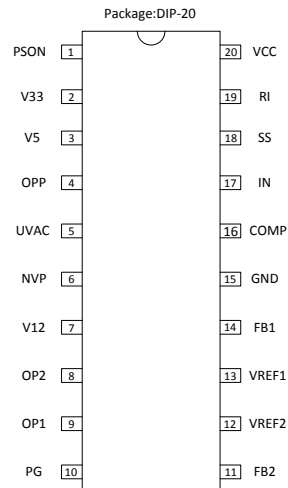 Package:DIP-20
PSON 1 20 VCC
V33 2 19 RI
V5 3 18 SS
OPP 4 17 IN
UVAC 5 16 COMP
NVP 6 15 GND
V12 7 14 FB1
OP2 8 13 VREF1
OP1 9 12 VREF2
PG 10 11 FB2